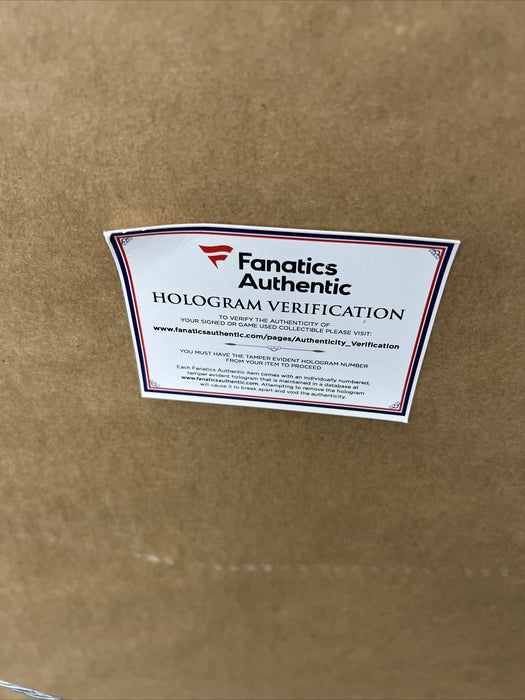 Fanatics
Authentic
HOLOGRAM VERIFICATION
TO VERIFY THE AUTHENTICITY OF
YOUR SIGNED OR GAME USED COLLECTIBLE PLEASE VISIT:
www.fanaticsauthentic.com/pages/Authenticity_Verification
YOU MUST HAVE THE TAMPER EVIDENT HOLOGRAM NUMBER
FROM YOUR ITEM TO PROCEED
Each Fanatics Authentic item comes with an individually numbered,
tamper evident hologram that is maintained in a database at
www.fanaticsauthentic.com. Attempting to remove the hologram
will cause it to break apart and void the authenticity.